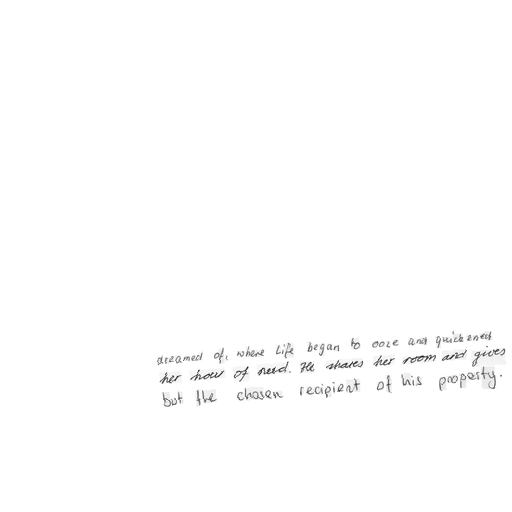 dreamed of, where life began to ooze and quickened
her hour of need. He shares her room and gives
but the chosen recipient of his property.